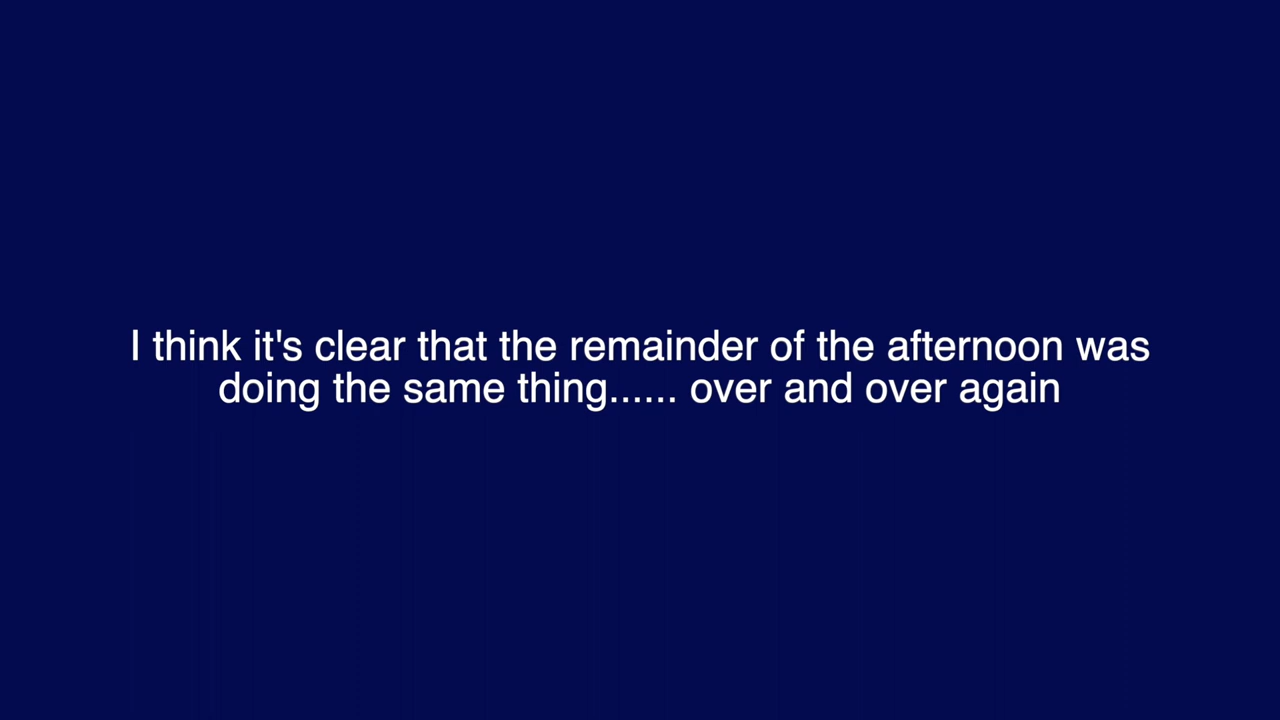 I think it's clear that the remainder of the afternoon was
doing the same thing...... over and over again